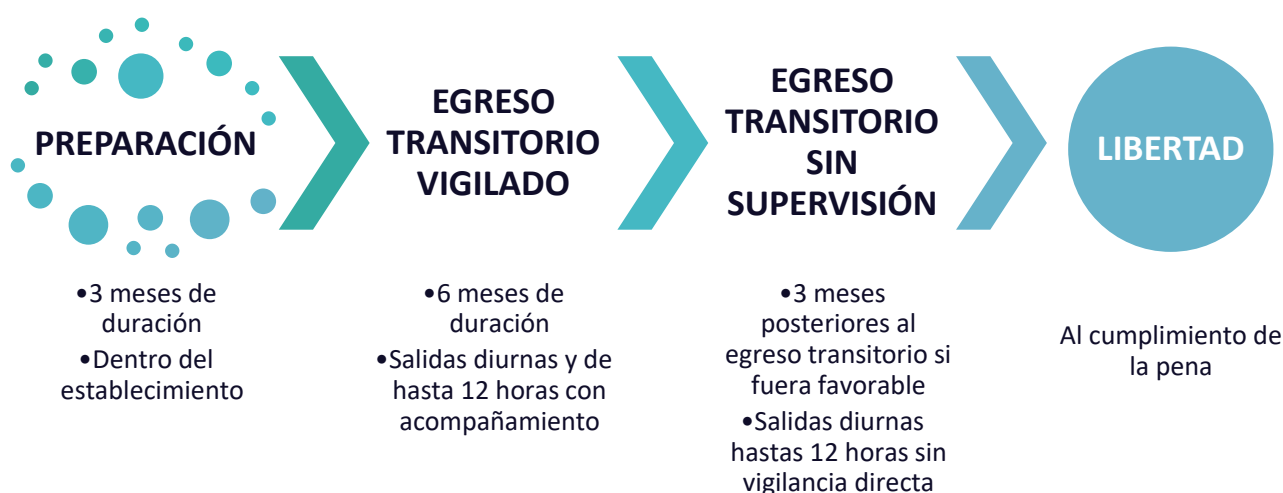 PREPARACIÓN
•3 meses de
duración
•Dentro del
establecimiento
EGRESO
TRANSITORIO
VIGILADO
•6 meses de
duración
•Salidas diurnas y de
hasta 12 horas con
acompañamiento
EGRESO
TRANSITORIO
SIN
SUPERVISIÓN
•3 meses
posteriores al
egreso transitorio si
fuera favorable
•Salidas diurnas
hastas 12 horas sin
vigilancia directa
LIBERTAD
Al cumplimiento de
la pena